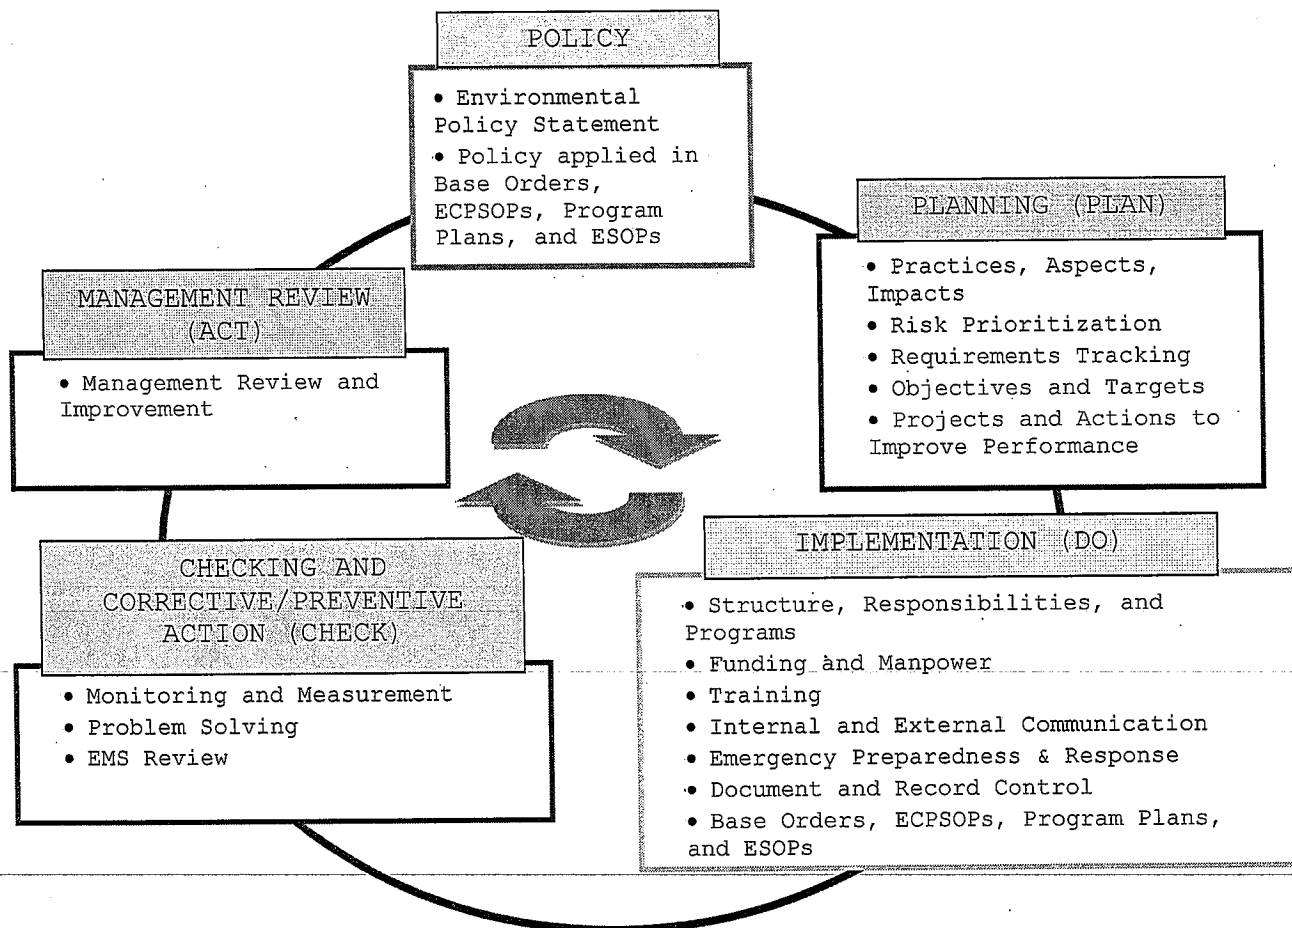 POLICY
• Environmental
Policy Statement
• Policy applied in
Base Orders,
ECPSOPs, Program
Plans, and ESOPs
PLANNING (PLAN)
• Practices, Aspects,
Impacts
• Risk Prioritization
• Requirements Tracking
• Objectives and Targets
• Projects and Actions to
Improve Performance
IMPLEMENTATION (DO)
• Structure, Responsibilities, and
Programs
• Funding and Manpower
• Training
• Internal and External Communication
• Emergency Preparedness & Response
• Document and Record Control
• Base Orders, ECPSOPs, Program Plans,
and ESOPs
CHECKING AND
CORRECTIVE/PREVENTIVE
ACTION (CHECK)
• Monitoring and Measurement
• Problem Solving
• EMS Review
MANAGEMENT REVIEW
(ACT)
• Management Review and
Improvement